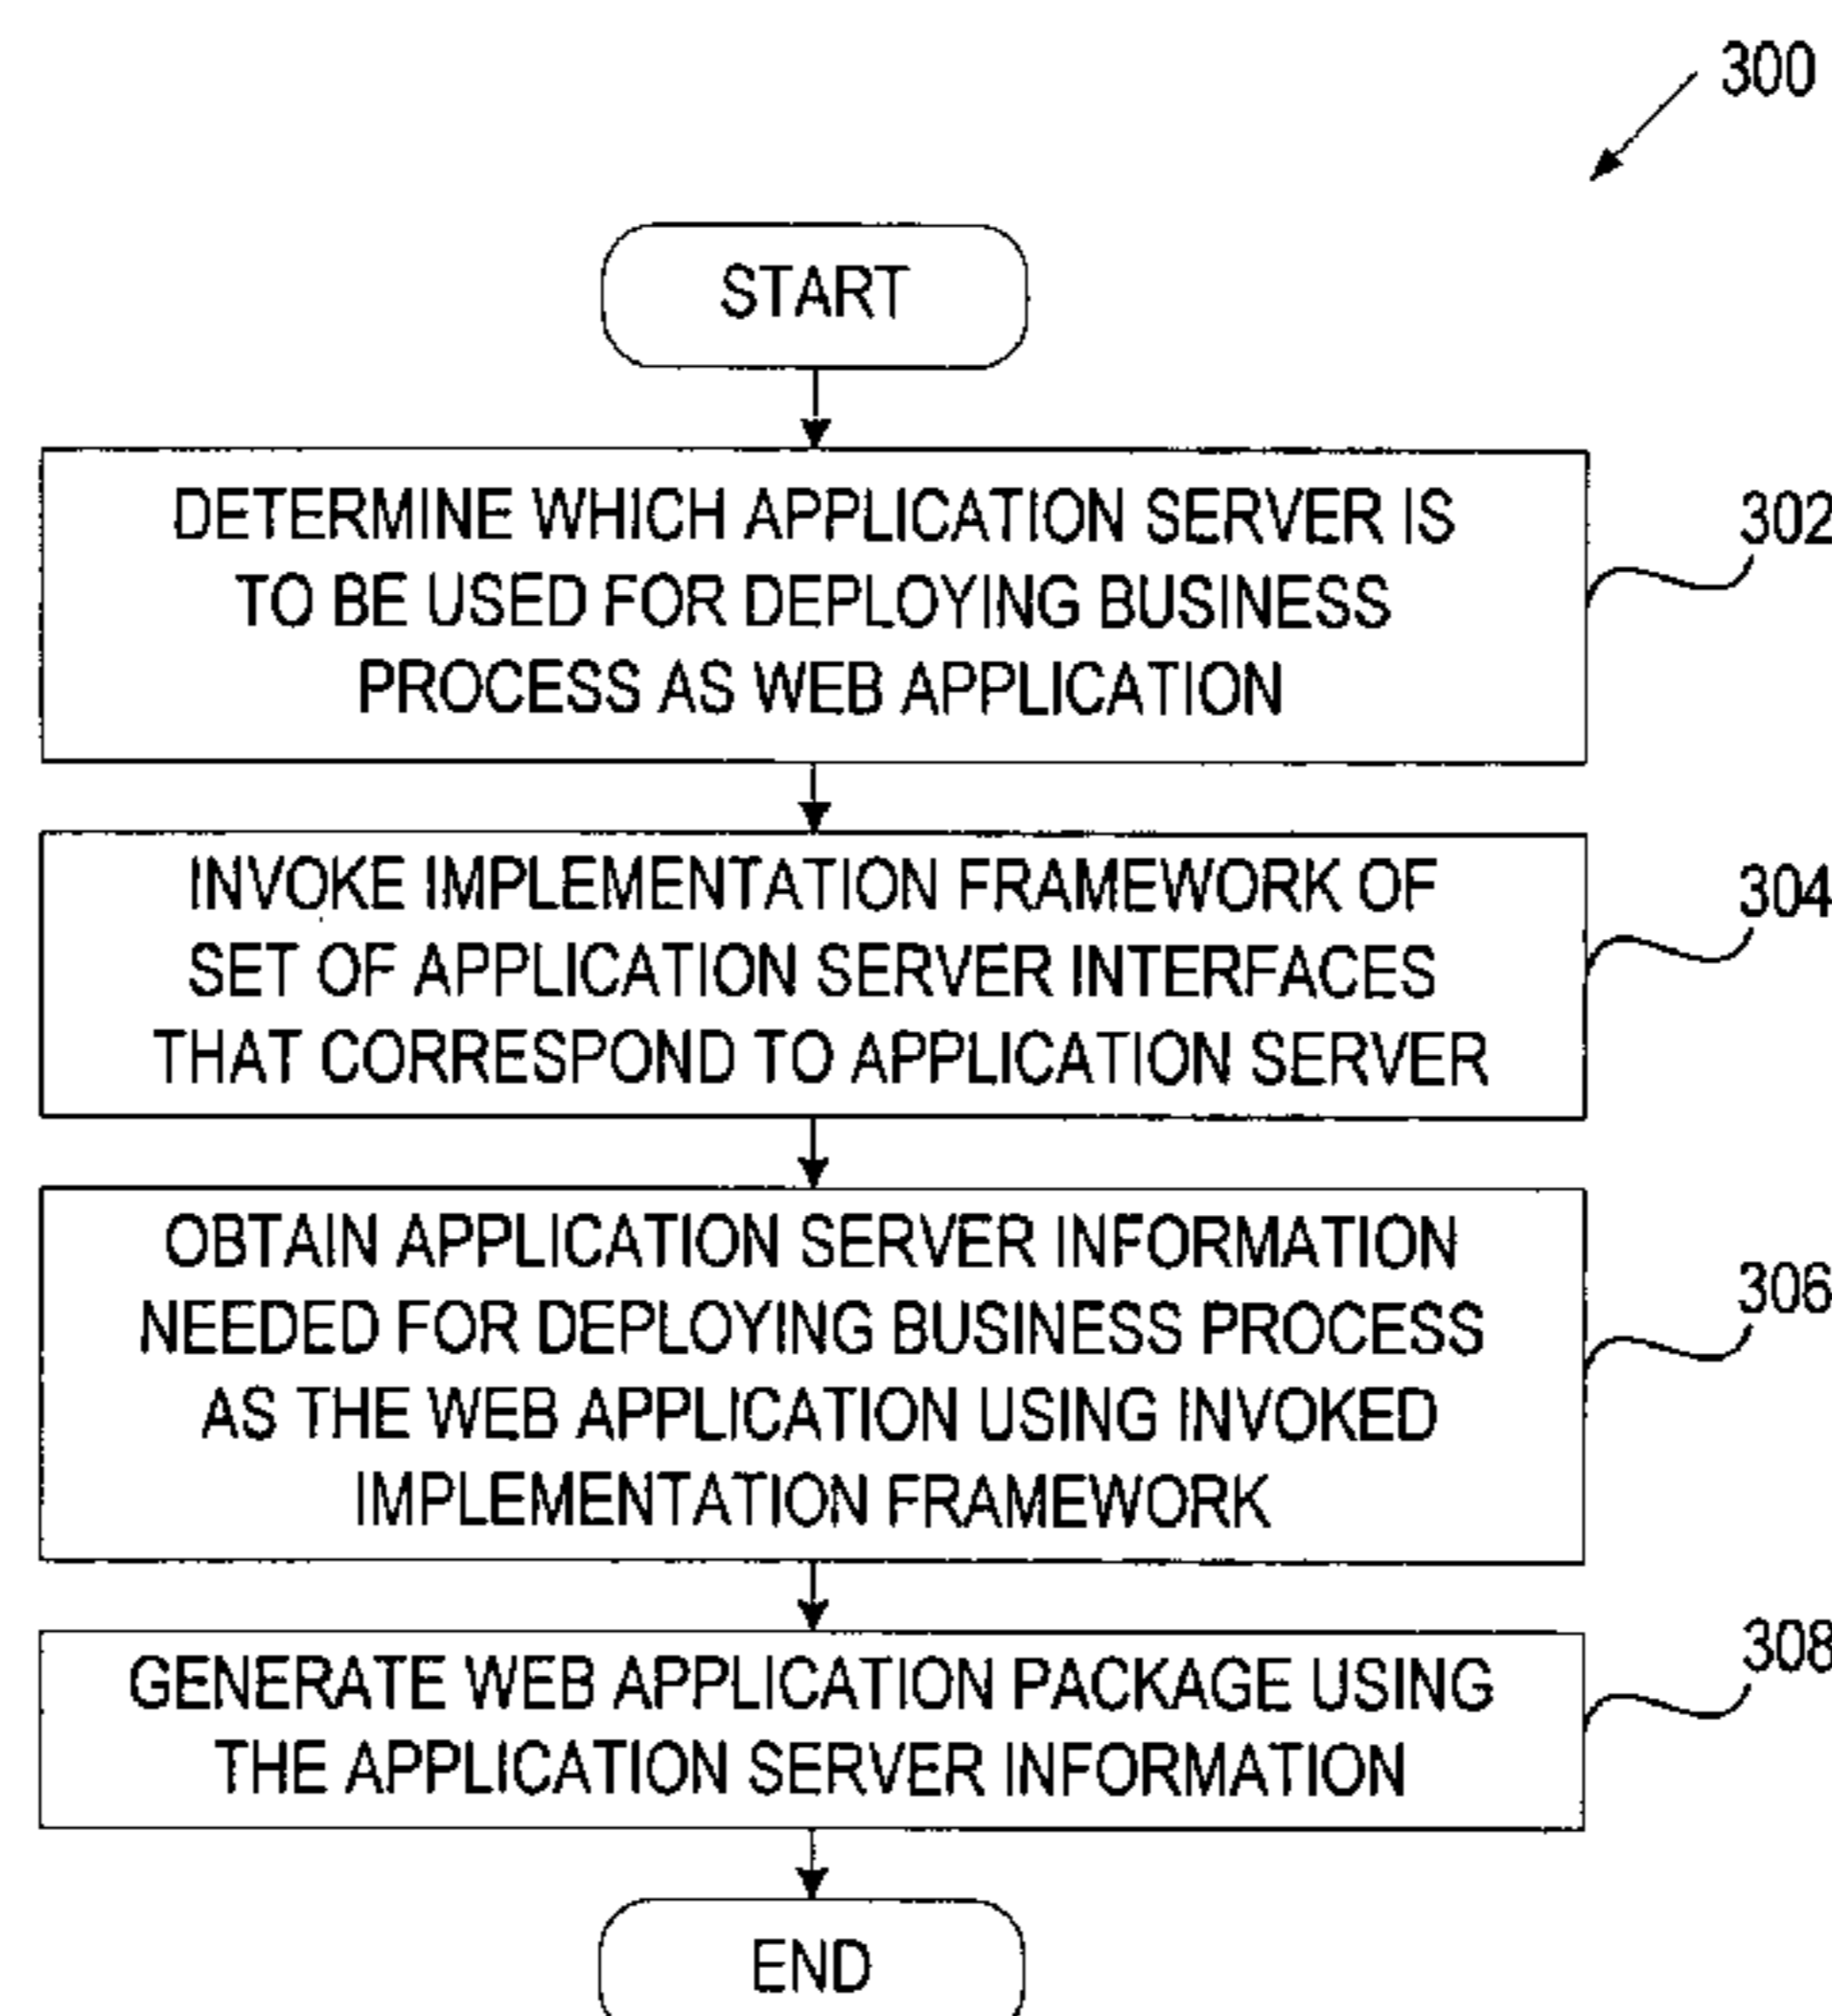 300
START
DETERMINE WHICH APPLICATION SERVER IS
TO BE USED FOR DEPLOYING BUSINESS
PROCESS AS WEB APPLICATION
302
INVOKE IMPLEMENTATION FRAMEWORK OF
SET OF APPLICATION SERVER INTERFACES
THAT CORRESPOND TO APPLICATION SERVER
304
OBTAIN APPLICATION SERVER INFORMATION
NEEDED FOR DEPLOYING BUSINESS PROCESS
AS THE WEB APPLICATION USING INVOKED
IMPLEMENTATION FRAMEWORK
306
GENERATE WEB APPLICATION PACKAGE USING
THE APPLICATION SERVER INFORMATION
308
END